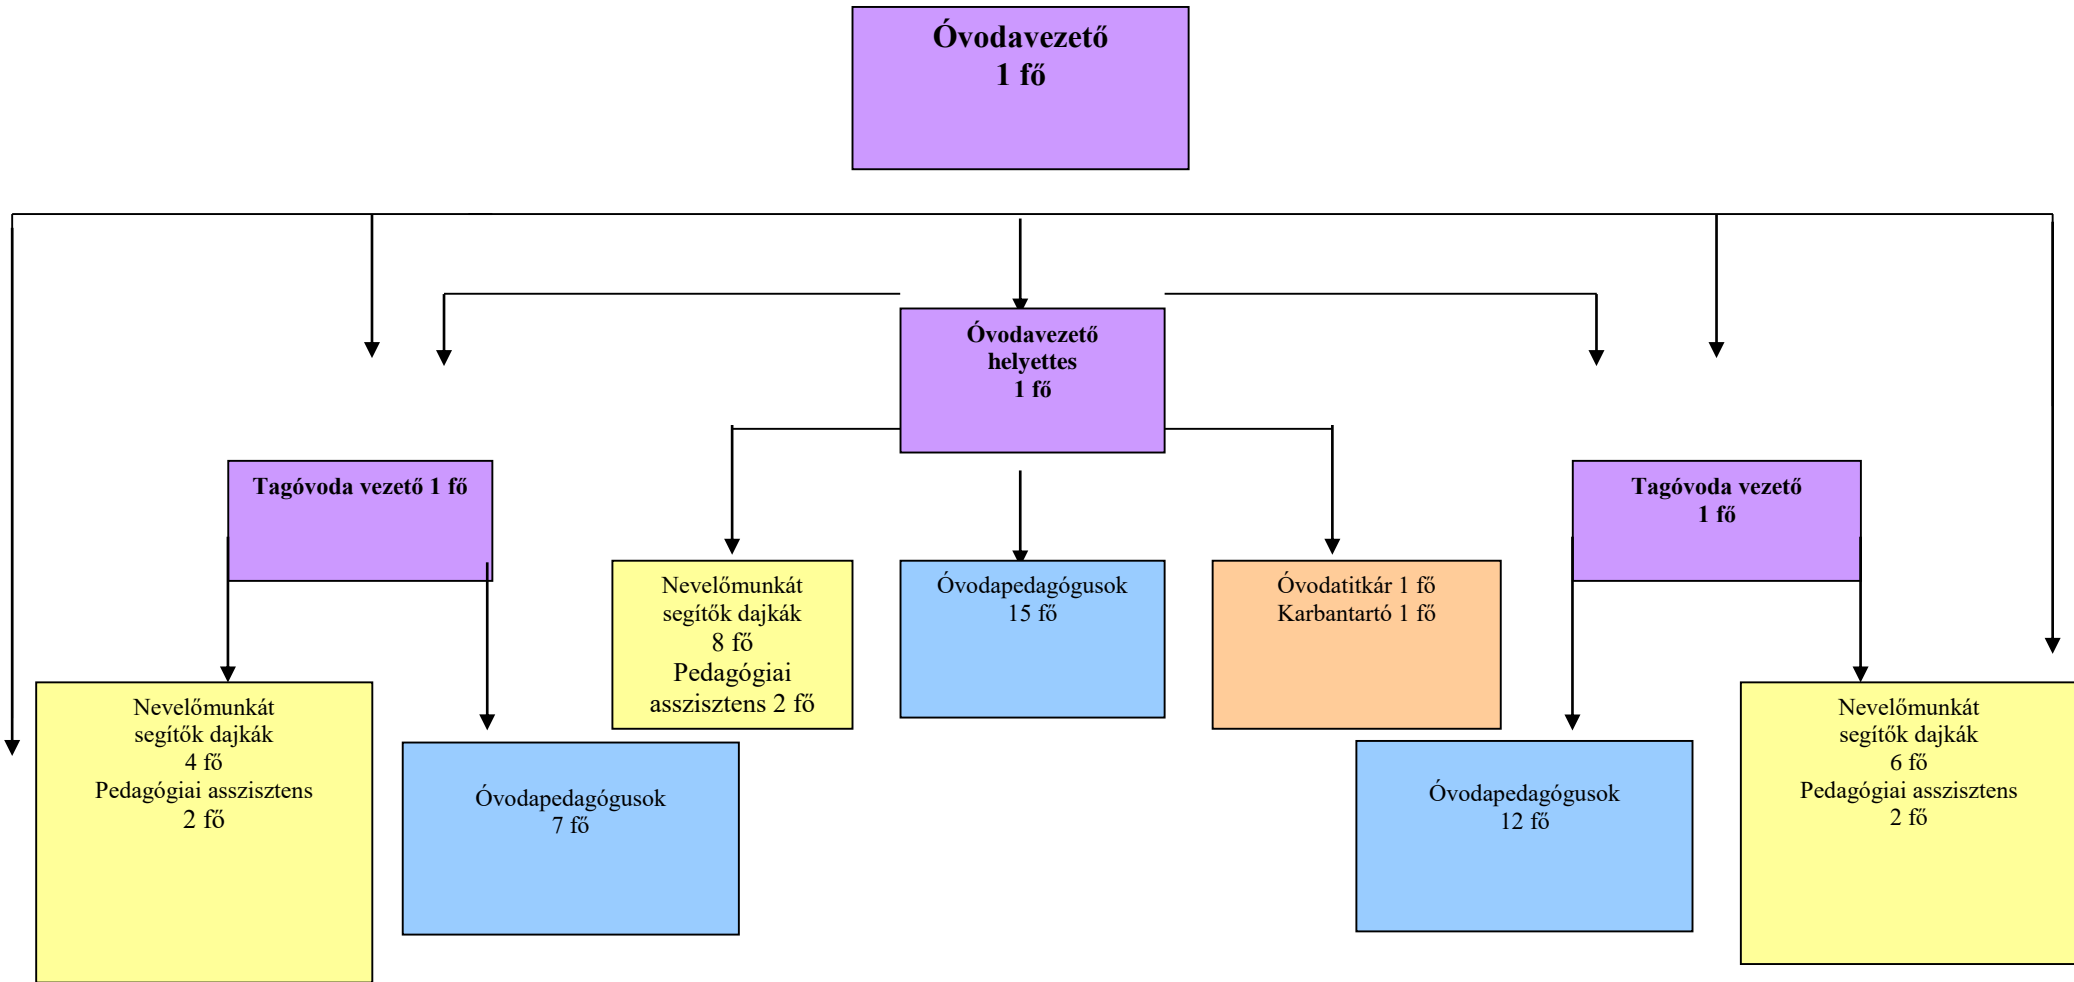 Óvodavezető
1 fő
Óvodavezető
helyettes
1 fő
Tagóvoda vezető 1 fő
Tagóvoda vezető
1 fő
Nevelőmunkát
segítők dajkák
8 fő
Pedagógiai
asszisztens 2 fő
Óvodapedagógusok
15 fő
Óvodatitkár 1 fő
Karbantartó 1 fő
Nevelőmunkát
segítők dajkák
4 fő
Pedagógiai asszisztens
2 fő
Óvodapedagógusok
7 fő
Óvodapedagógusok
12 fő
Nevelőmunkát
segítők dajkák
6 fő
Pedagógiai asszisztens
2 fő